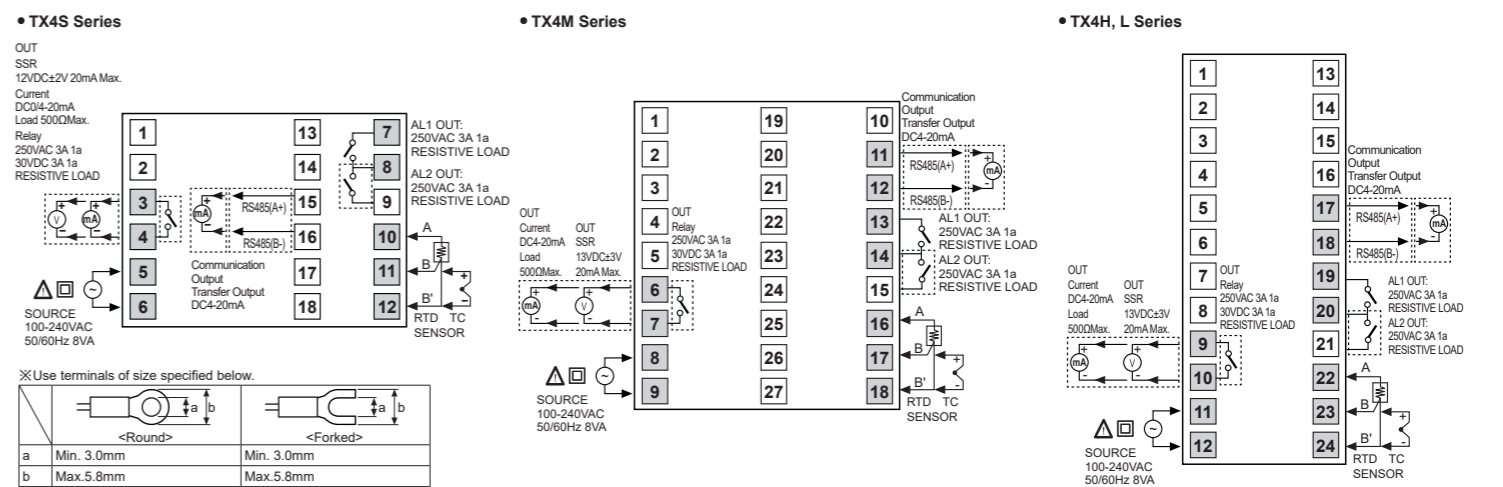 • TX4S Series
OUT
SSR
12VDC±2V 20mA Max.
Current
DC0/4-20mA
Load 500ΩMax.
Relay
250VAC 3A 1a
30VDC 3A 1a
RESISTIVE LOAD
1
2
3
4
5
6
13
14
15
16
17
18
7
8
9
10
11
12
+
V
-
+
mA
-
+
mA
-
RS485(A+)
RS485(B-)
Communication
Output
Transfer Output
DC4-20mA
AL1 OUT:
250VAC 3A 1a
RESISTIVE LOAD
AL2 OUT:
250VAC 3A 1a
RESISTIVE LOAD
A
B
B'
+
-
RTD TC
SENSOR
SOURCE
100-240VAC
50/60Hz 8VA
※Use terminals of size specified below.
a b
<Round>
a b
<Forked>
a Min. 3.0mm Min. 3.0mm
b Max.5.8mm Max.5.8mm
• TX4M Series
1
2
3
4
5
6
7
8
9
19
20
21
22
23
24
25
26
27
10
11
12
13
14
15
16
17
18
OUT
Current
DC4-20mA
Load
500ΩMax.
OUT
SSR
13VDC±3V
20mA Max.
OUT
Relay
250VAC 3A 1a
30VDC 3A 1a
RESISTIVE LOAD
+
mA
-
+
V
-
SOURCE
100-240VAC
50/60Hz 8VA
Communication
Output
Transfer Output
DC4-20mA
RS485(A+)
RS485(B-)
+
mA
-
AL1 OUT:
250VAC 3A 1a
RESISTIVE LOAD
AL2 OUT:
250VAC 3A 1a
RESISTIVE LOAD
A
B
B'
+
-
RTD TC
SENSOR
• TX4H, L Series
1
2
3
4
5
6
7
8
9
10
11
12
13
14
15
16
17
18
19
20
21
22
23
24
OUT
Current
DC4-20mA
Load
500ΩMax.
OUT
SSR
13VDC±3V
20mA Max.
OUT
Relay
250VAC 3A 1a
30VDC 3A 1a
RESISTIVE LOAD
+
mA
-
+
V
-
SOURCE
100-240VAC
50/60Hz 8VA
Communication
Output
Transfer Output
DC4-20mA
RS485(A+)
RS485(B-)
+
mA
-
AL1 OUT:
250VAC 3A 1a
RESISTIVE LOAD
AL2 OUT:
250VAC 3A 1a
RESISTIVE LOAD
A
B
B'
+
-
RTD TC
SENSOR